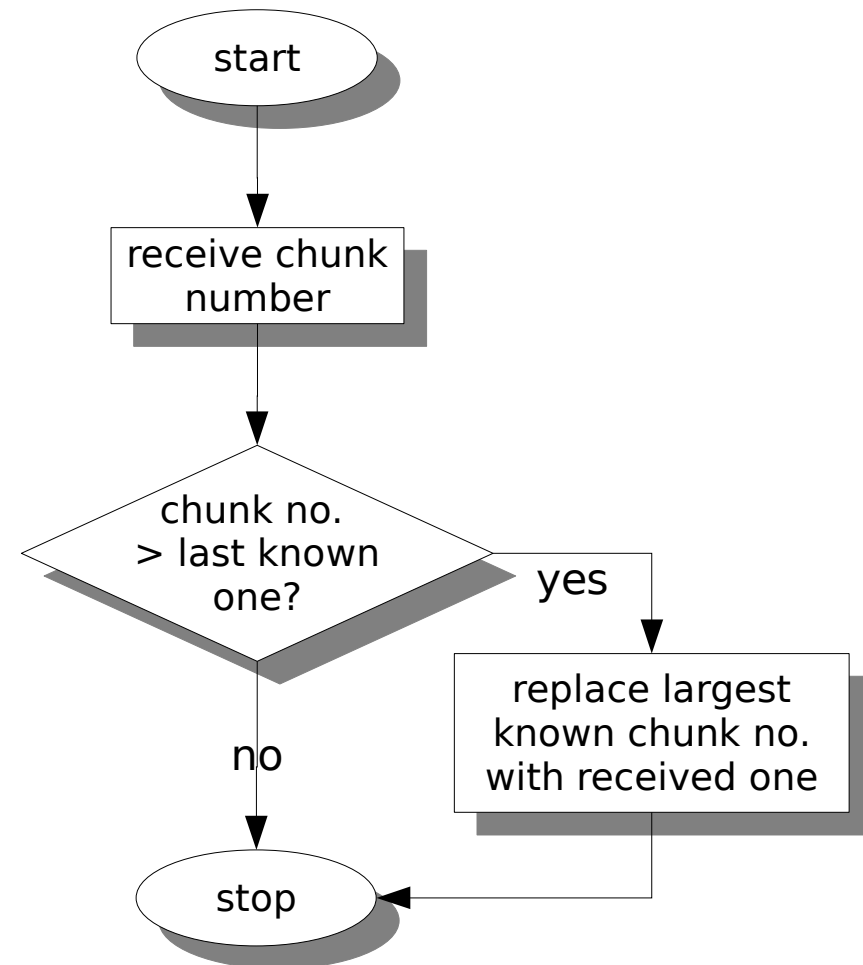 start
receive chunk
number
chunk no.
> last known
one?
yes
replace largest
known chunk no.
with received one
no
stop